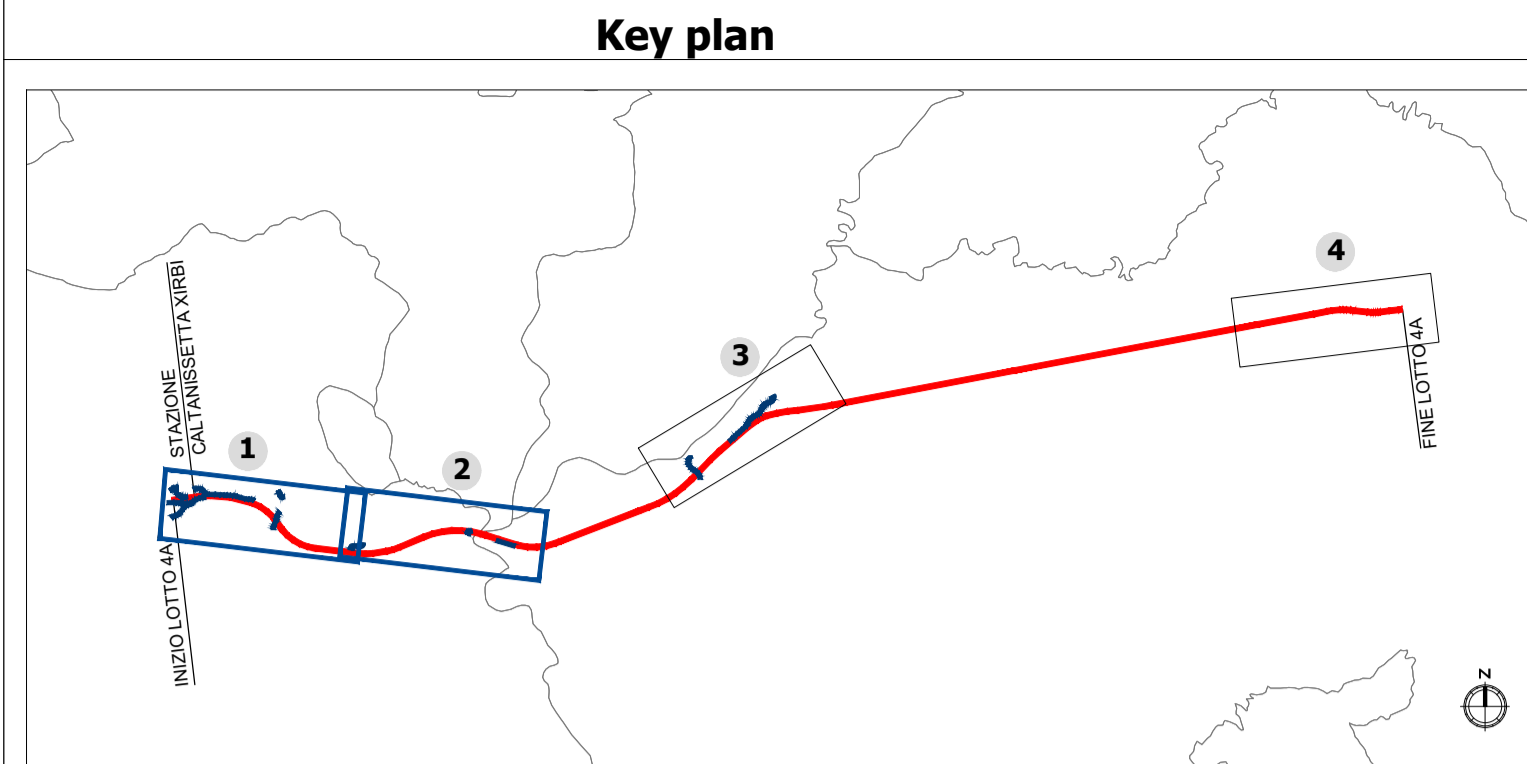 Key plan
4
3
STAZIONE
CALTANISSETTA XIRBI
1
2
FINE LOTTO 4A
INIZIO LOTTO 4A
N